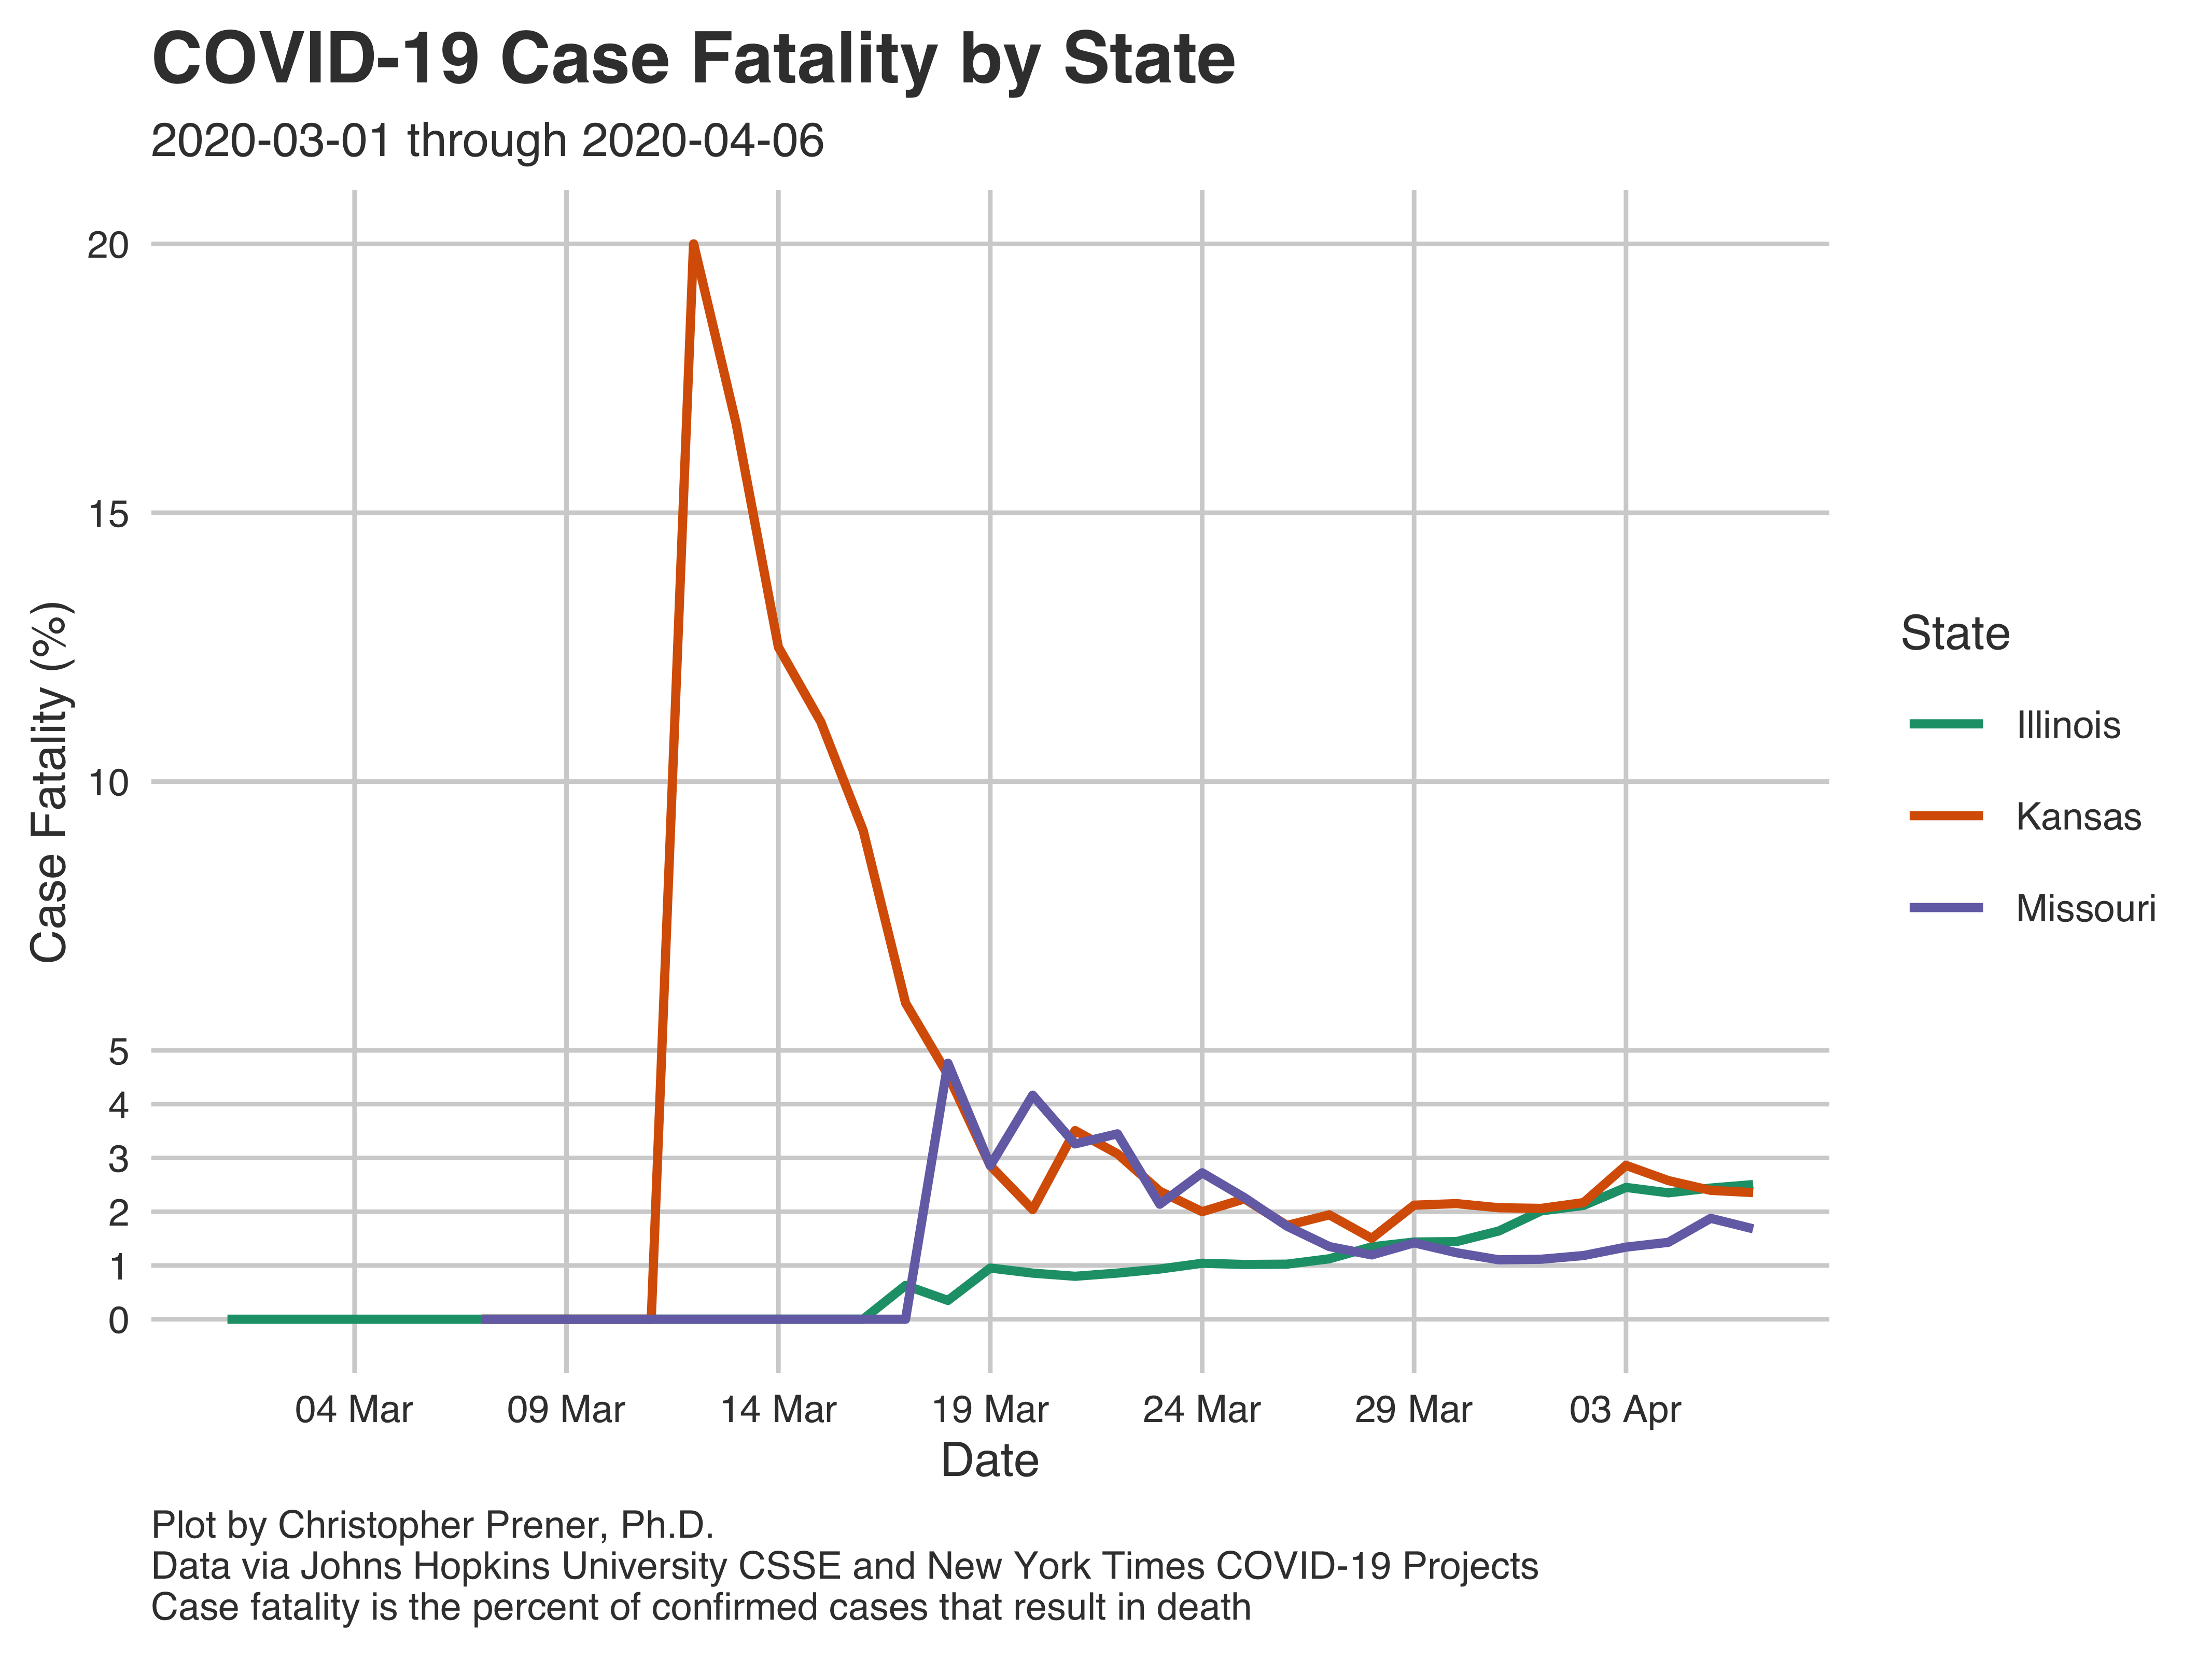 COVID-19 Case Fatality by State
2020-03-01 through 2020-04-06
20
15
10
5
4
3
2
1
0
Case Fatality (%)
04 Mar
09 Mar
14 Mar
19 Mar
24 Mar
29 Mar
03 Apr
Date
State
Illinois
Kansas
Missouri
Plot by Christopher Prener, Ph.D.
Data via Johns Hopkins University CSSE and New York Times COVID-19 Projects
Case fatality is the percent of confirmed cases that result in death